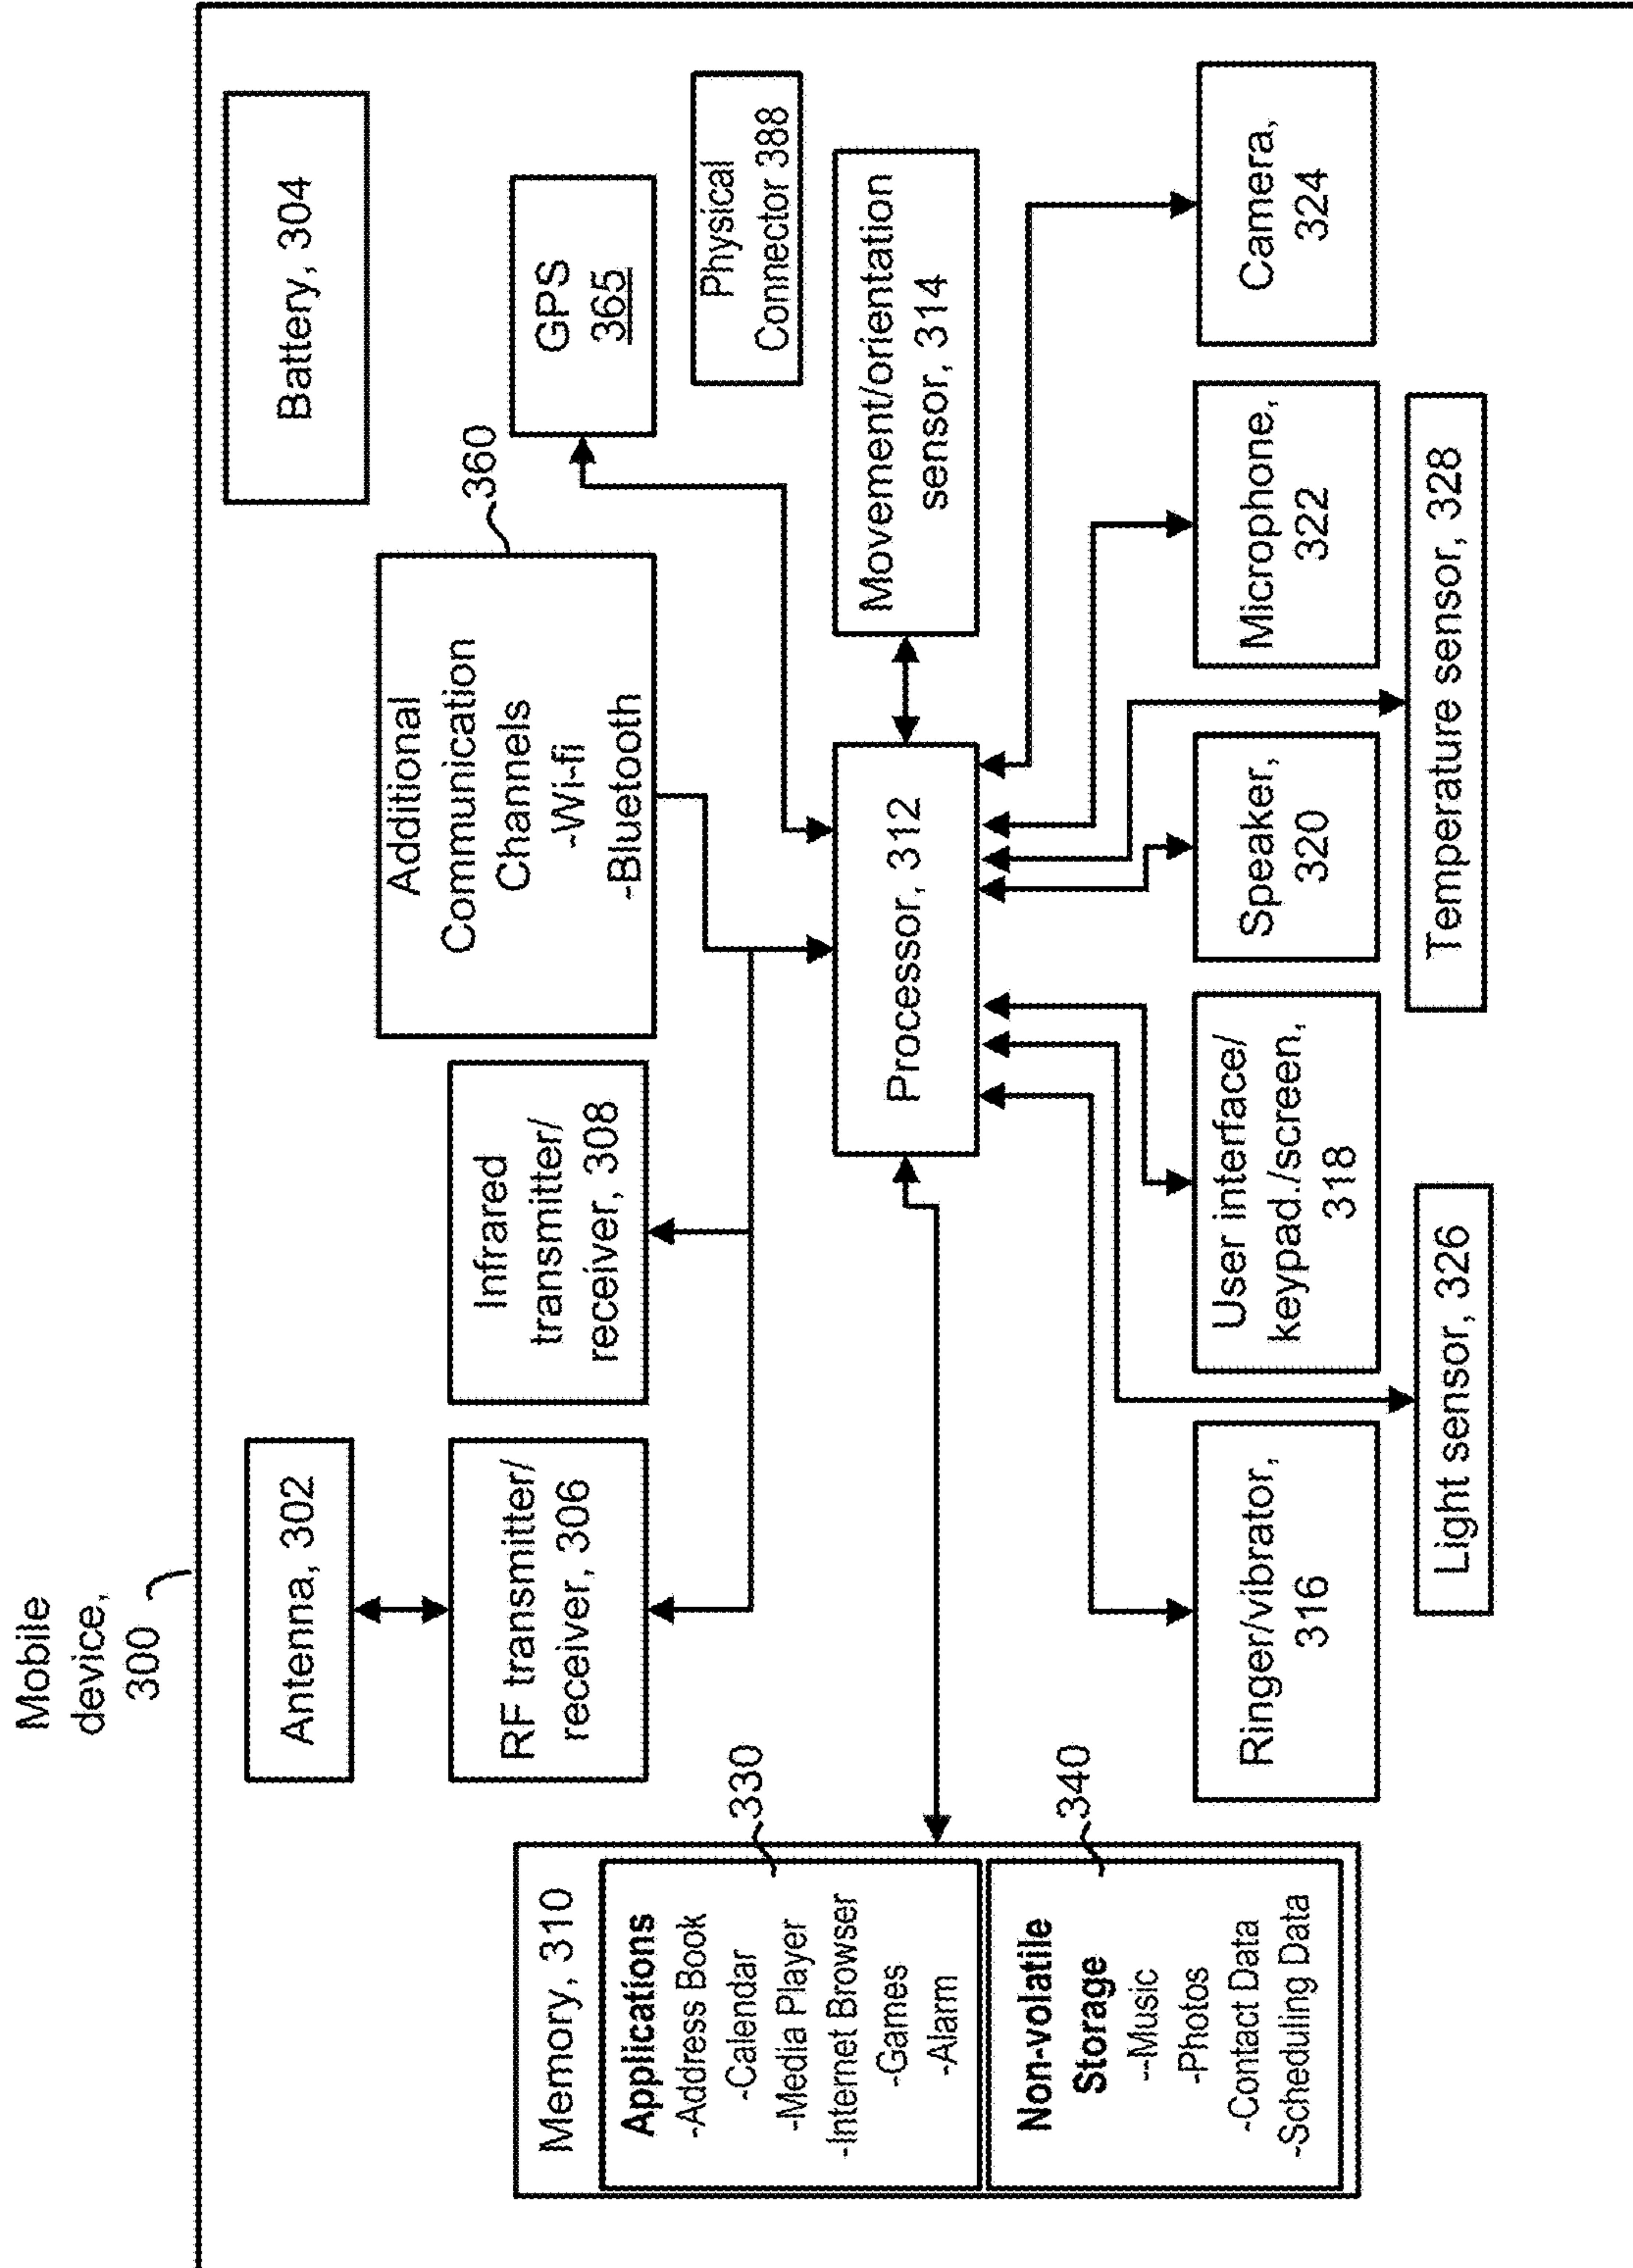 Mobile
device,
300
Antenna, 302
Battery, 304
RF transmitter/
receiver, 306
Infrared
transmitter/
receiver, 308
Additional
Communication
Channels
-Wi-fi
-Bluetooth
360
GPS
365
Physical
Connector 388
Memory, 310
Applications
-Address Book
-Calendar
-Media Player
-Internet Browser
-Games
-Alarm
330
Non-volatile
Storage
--Music
-Photos
-Contact Data
-Scheduling Data
340
Processor, 312
Movement/orientation
sensor, 314
Ringer/vibrator,
316
User interface/
keypad./screen,
318
Speaker,
320
Microphone,
322
Camera,
324
Light sensor, 326
Temperature sensor, 328